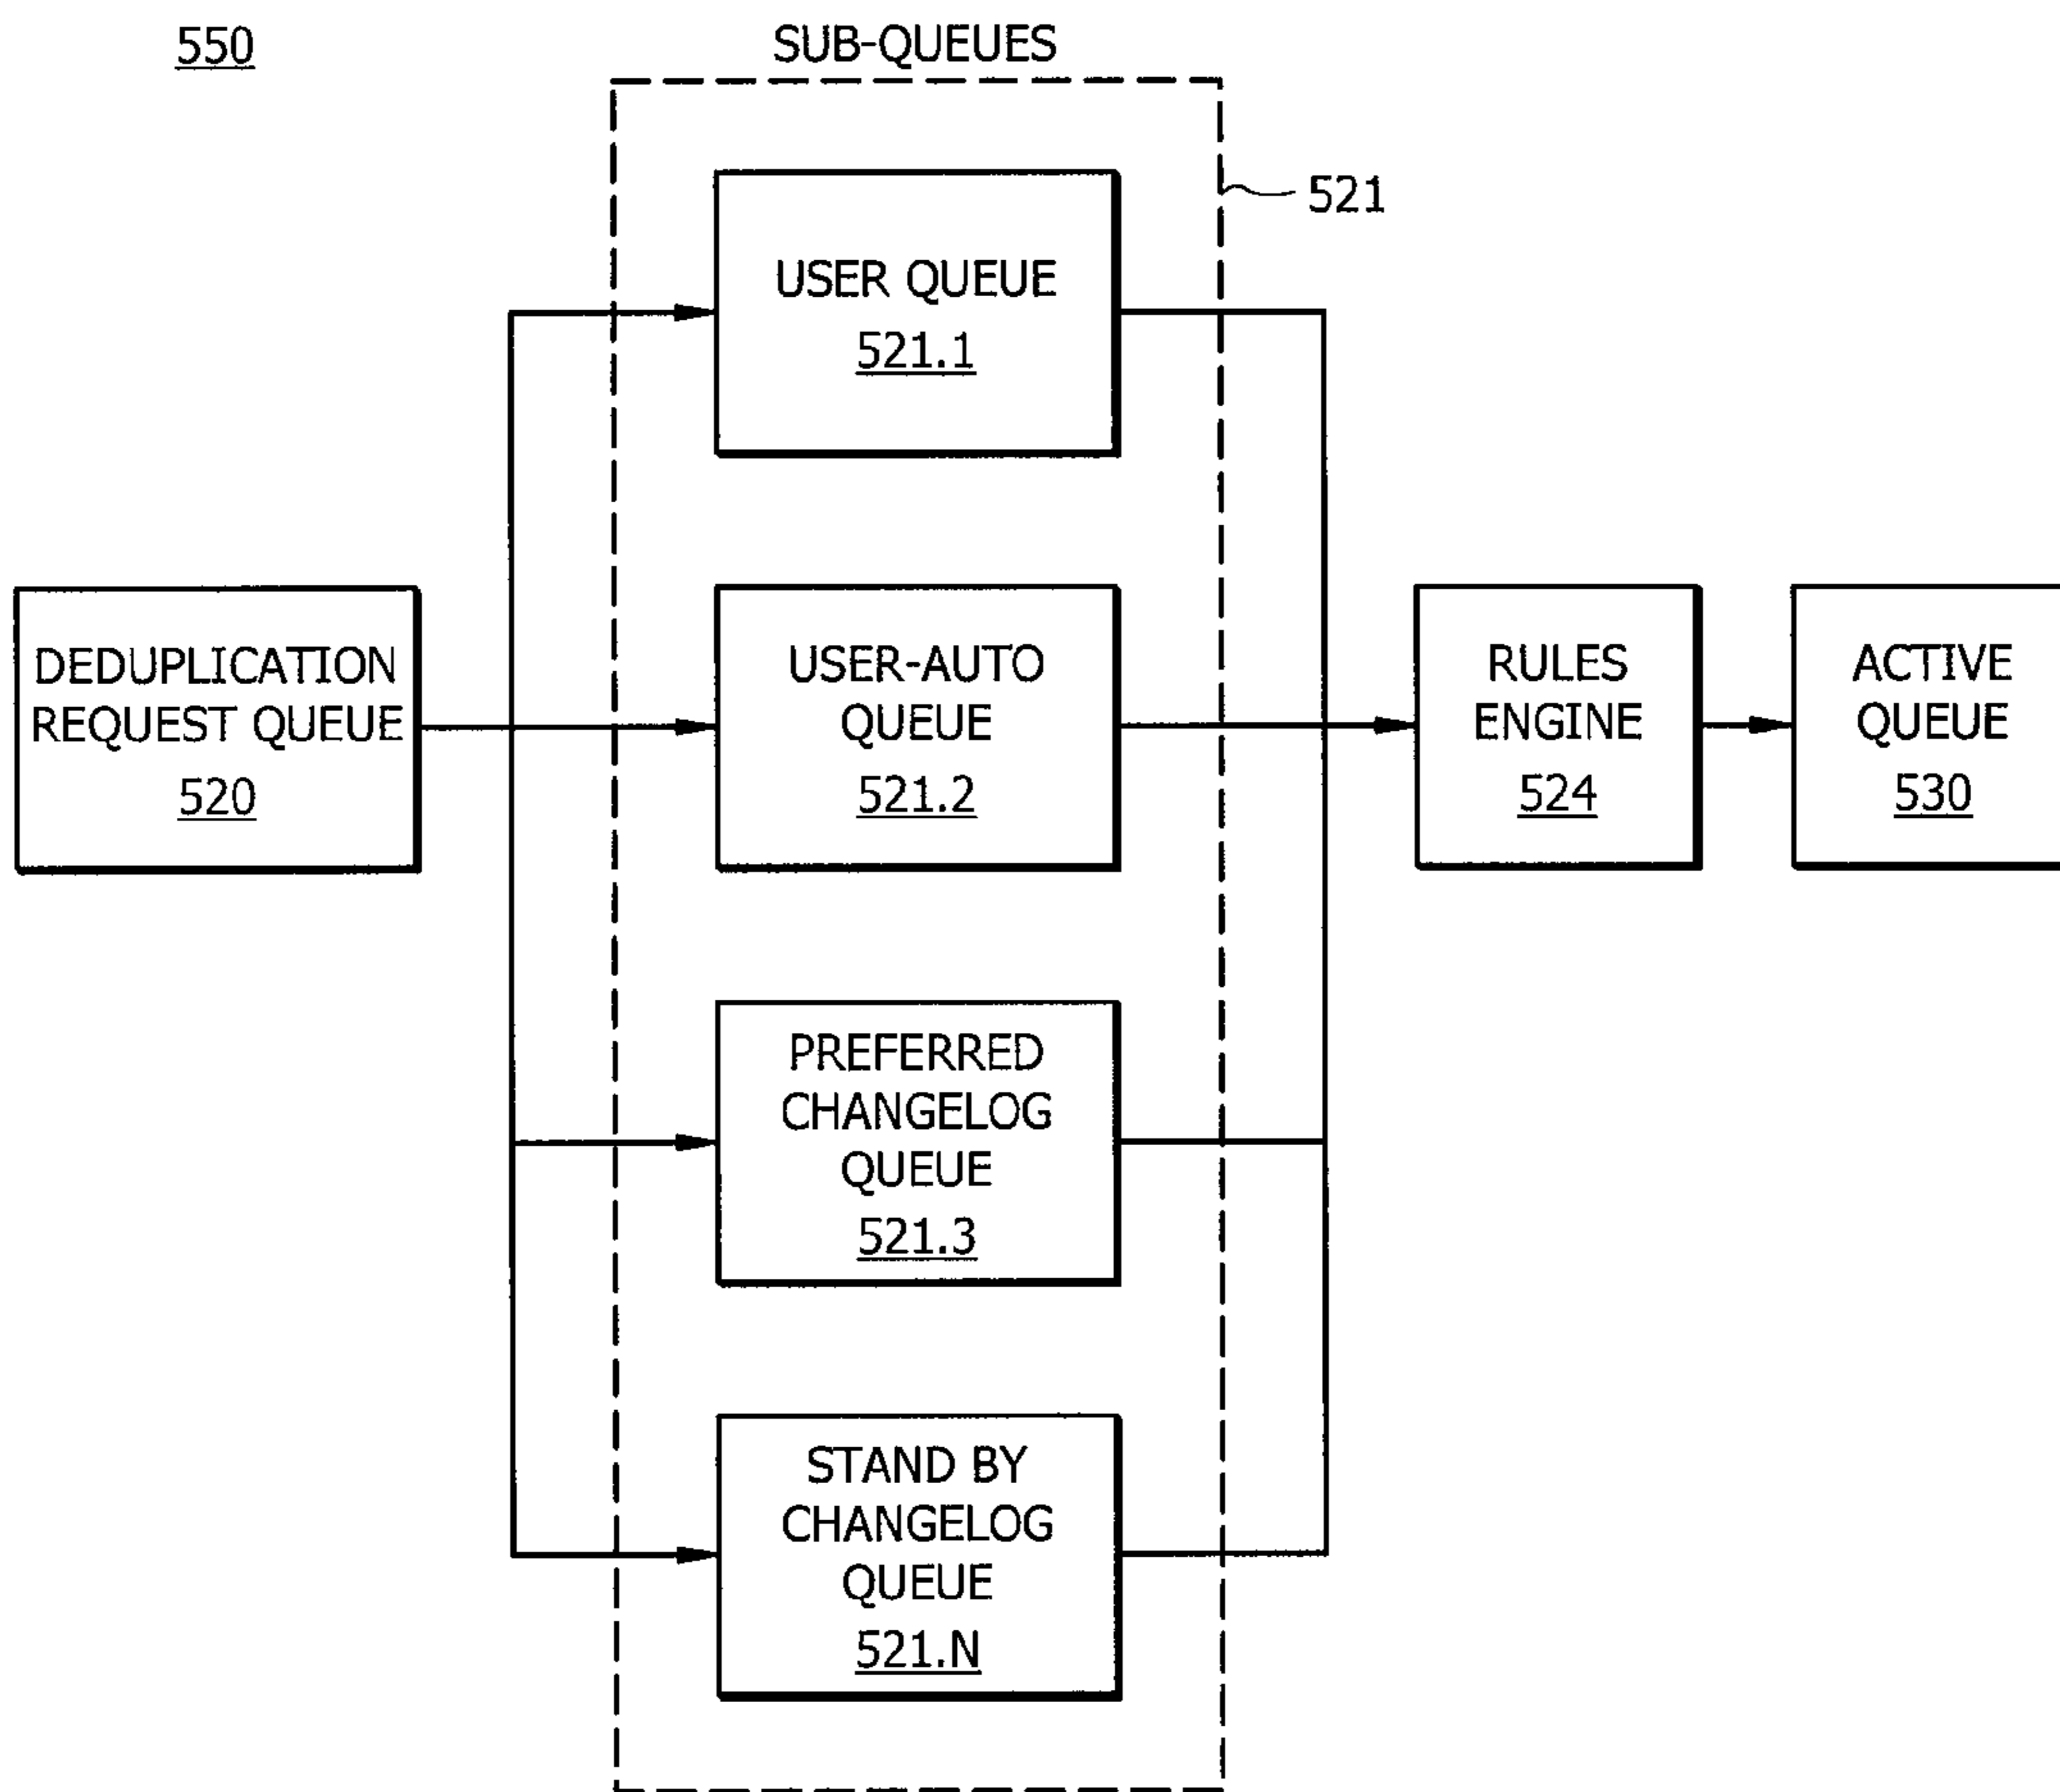 550
SUB-QUEUES
521
USER QUEUE
521.1
DEDUPLICATION
REQUEST QUEUE
520
USER-AUTO
QUEUE
521.2
RULES
ENGINE
524
ACTIVE
QUEUE
530
PREFERRED
CHANGELOG
QUEUE
521.3
STAND BY
CHANGELOG
QUEUE
521.N